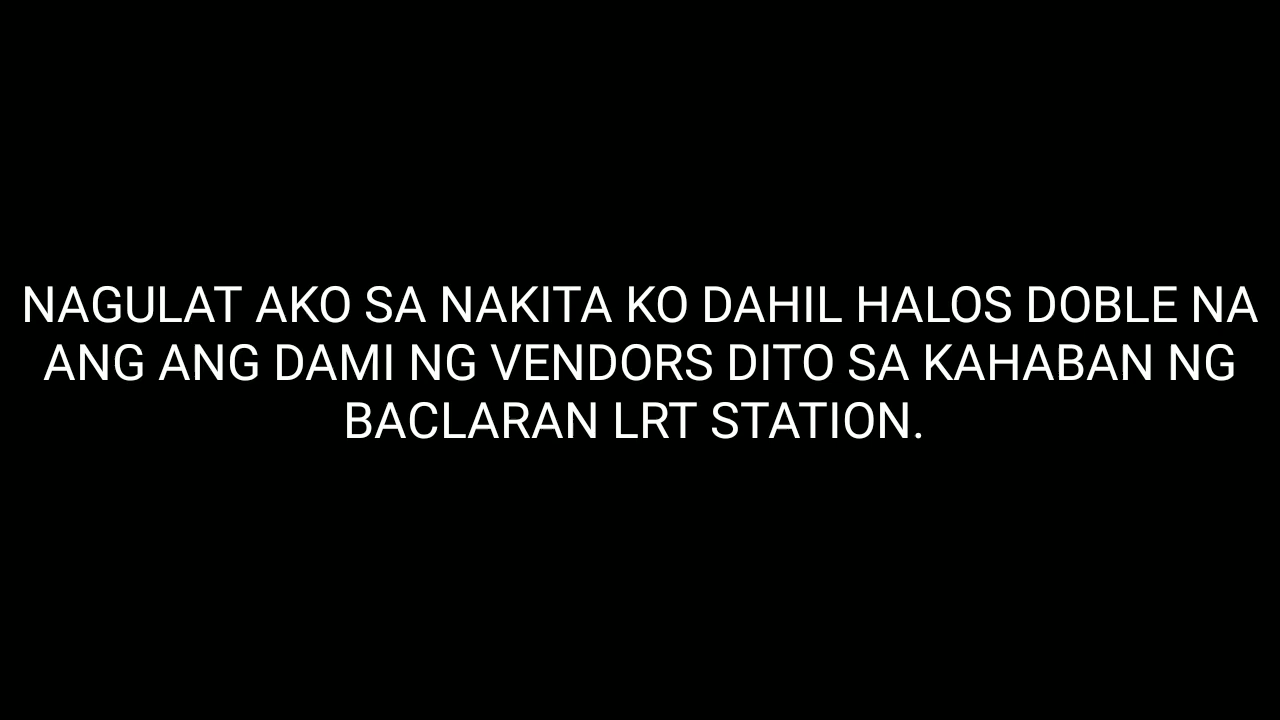 NAGULAT AKO SA NAKITA KO DAHIL HALOS DOBLE NA
ANG ANG DAMI NG VENDORS DITO SA KAHABAN NG
BACLARAN LRT STATION.